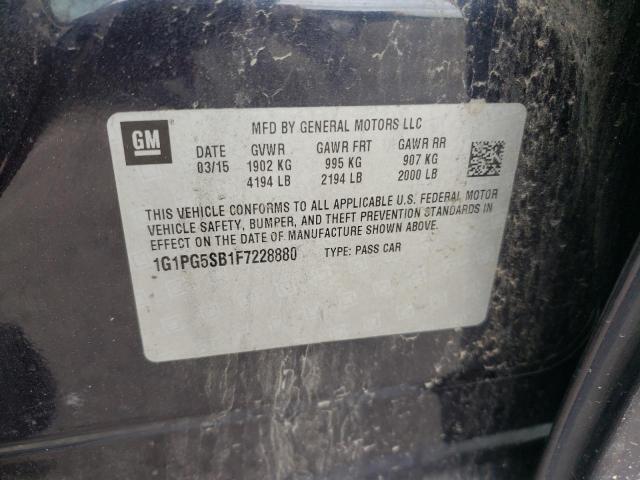 GM
MFD BY GENERAL MOTORS LLC
DATE GVWR GAWR FRT GAWR RR
03/15 1902 KG 995 KG 907 KG
4194 LB 2194 LB 2000 LB
THIS VEHICLE CONFORMS TO ALL APPLICABLE U.S. FEDERAL MOTOR
VEHICLE SAFETY, BUMPER, AND THEFT PREVENTION STANDARDS IN
EFFECT ON THE DATE OF MANUFACTURE SHOWN ABOVE.
1G1PG5SB1F7228880 TYPE: PASS CAR